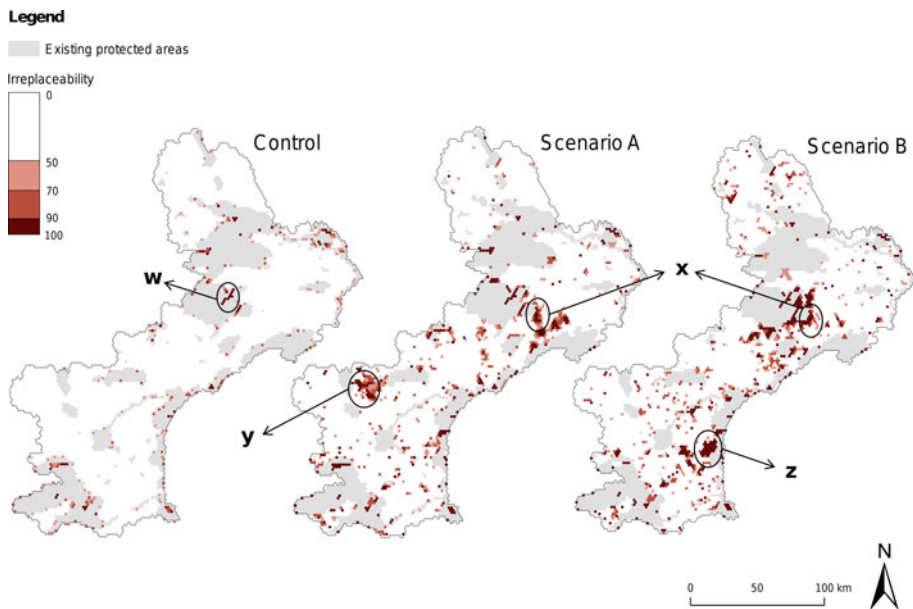 Legend
Existing protected areas
Irreplaceability
0
50
70
90
100
Control
Scenario A
Scenario B
w
x
y
z
N
0 50 100 km